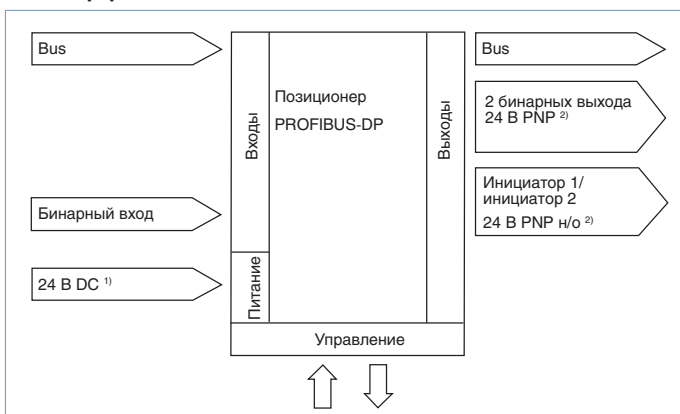 Bus
Бинарный вход
24 В DC 1)
Входы
Питание
Позиционер
PROFIBUS-DP
Выходы
Управление
Bus
2 бинарных выхода
24 В PNP 2)
Инициатор 1/
инициатор 2
24 В PNP н/о 2)